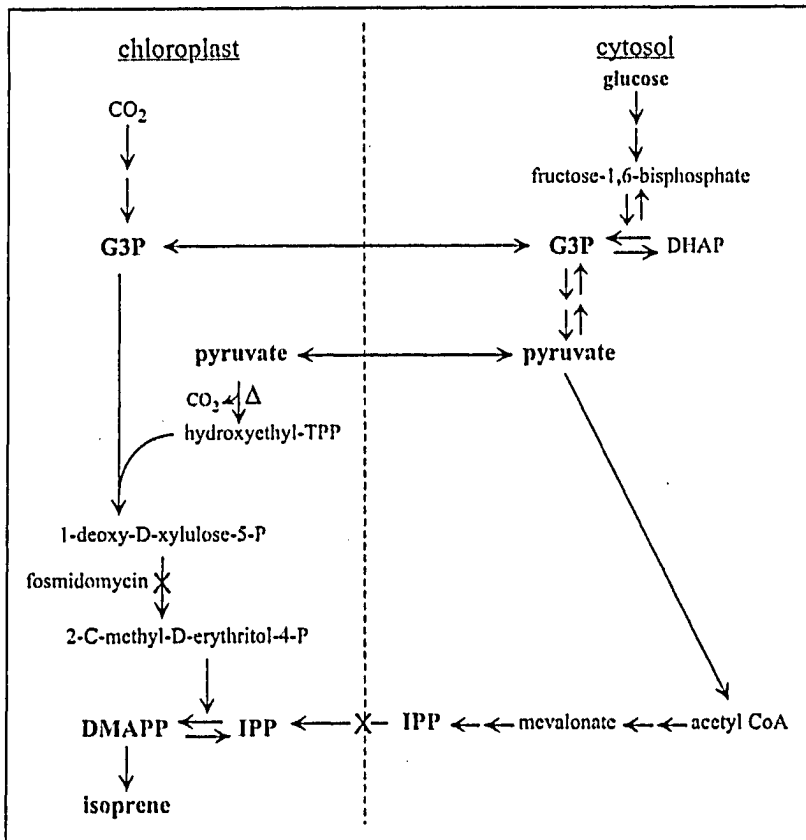 chloroplast
cytosol
glucose
CO₂
fructose-1,6-bisphosphate
G3P
G3P
DHAP
pyruvate
pyruvate
CO₂
Δ
hydroxyethyl-TPP
1-deoxy-D-xylulose-5-P
fosmidomycin
2-C-methyl-D-erythritol-4-P
DMAPP
IPP
IPP
mevalonate
acetyl CoA
isoprene